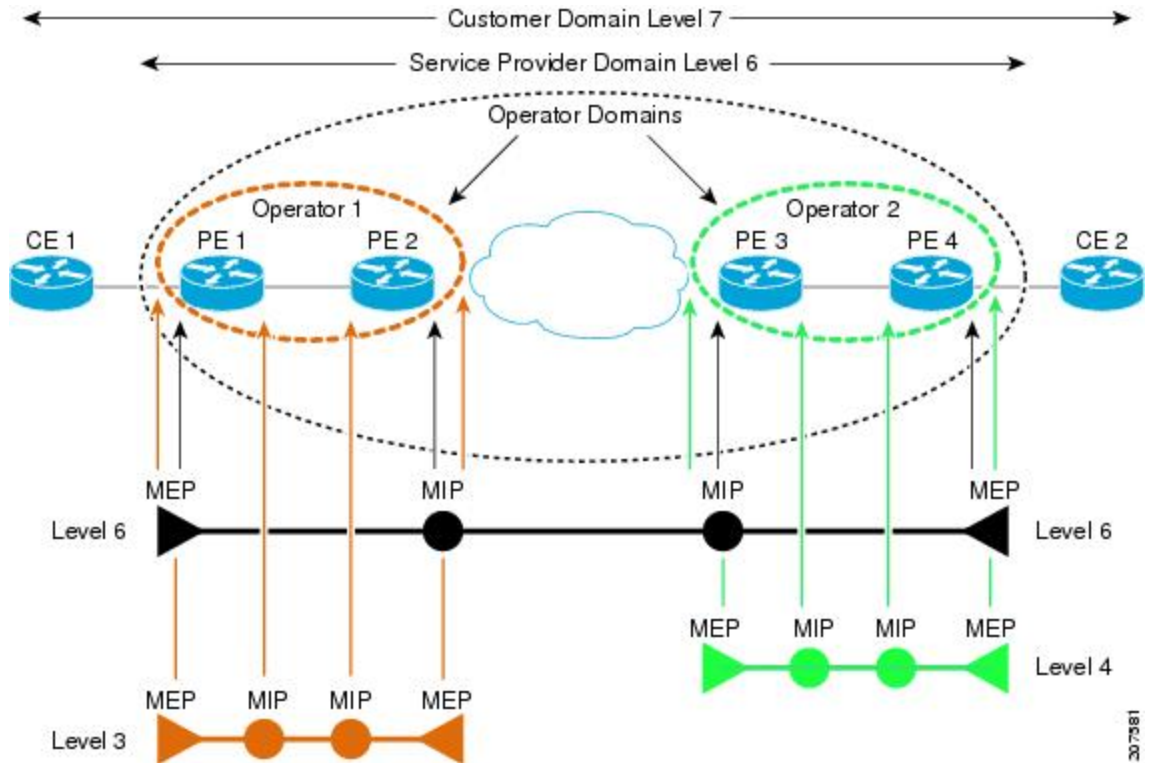 Customer Domain Level 7
Service Provider Domain Level 6
Operator Domains
Operator 1
Operator 2
CE 1
PE 1
PE 2
PE 3
PE 4
CE 2
MEP
MIP
MIP
MEP
Level 6
Level 6
MEP
MIP
MIP
MEP
Level 4
MEP
MIP
MIP
MEP
Level 3
207581